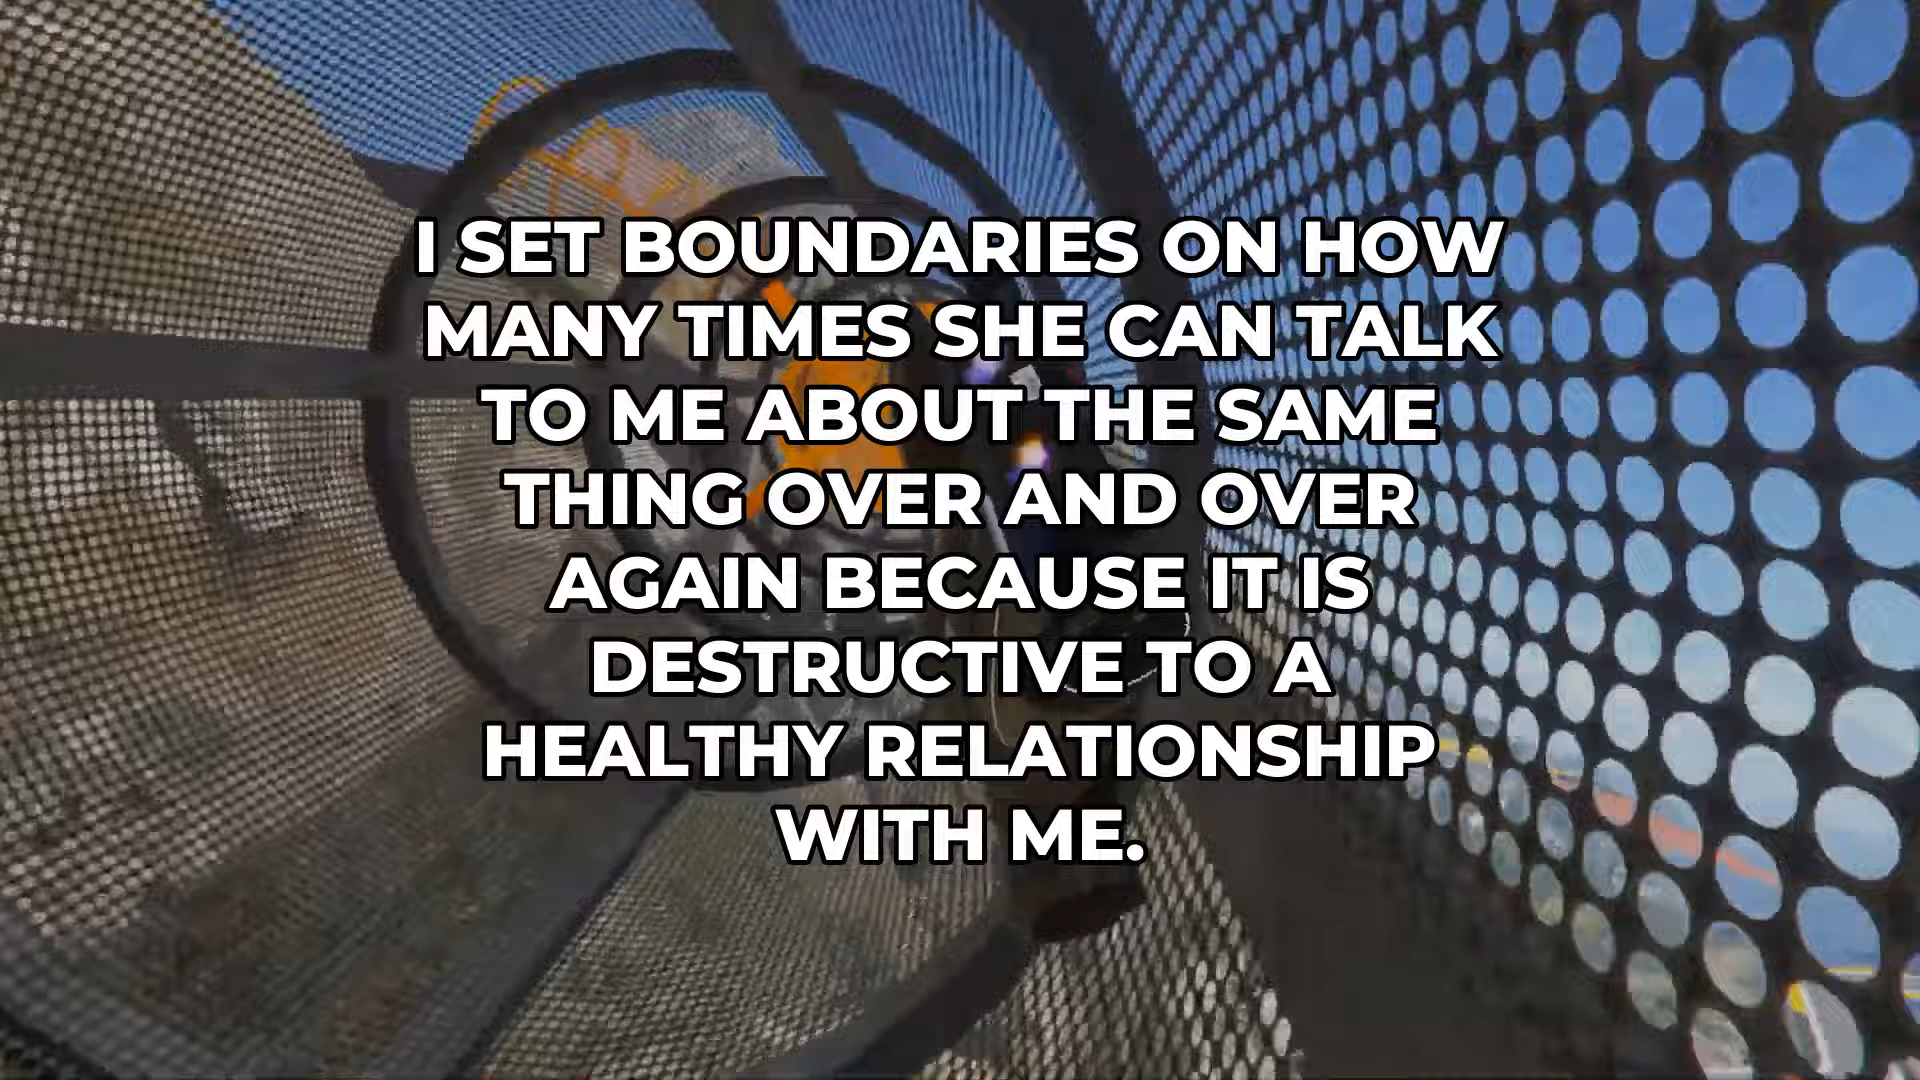 I SET BOUNDARIES ON HOW
MANY TIMES SHE CAN TALK
TO ME ABOUT THE SAME
THING OVER AND OVER
AGAIN BECAUSE IT IS
DESTRUCTIVE TO A
HEALTHY RELATIONSHIP
WITH ME.